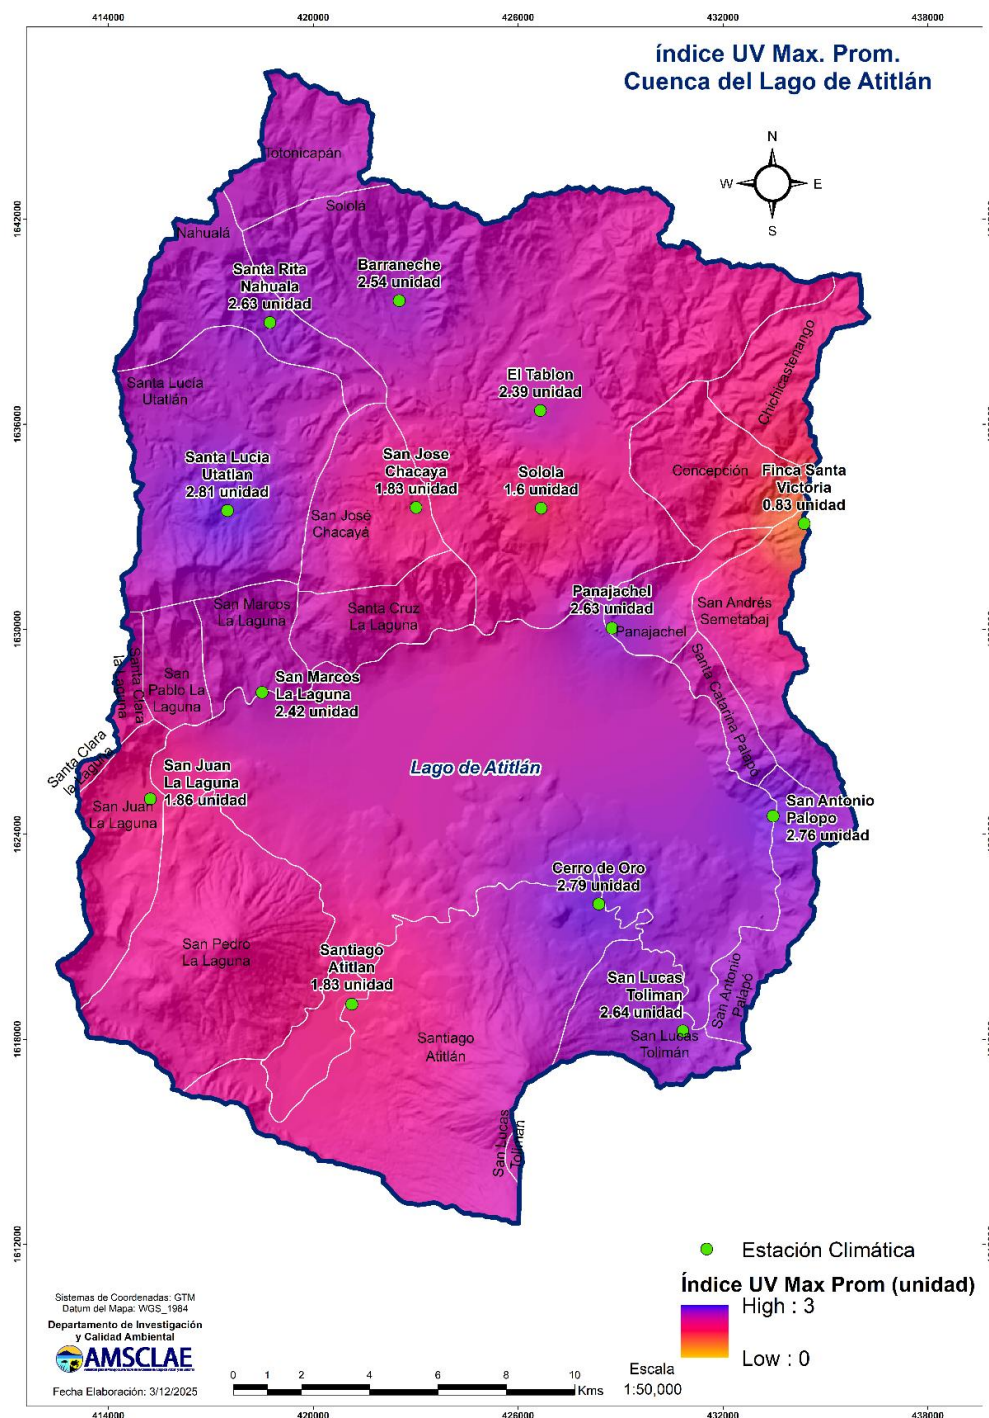 414000
420000
426000
432000
438000
índice UV Max. Prom.
Cuenca del Lago de Atitlán
N
W
E
S
1642000
1636000
1630000
1624000
1618000
1612000
Totonicapán
Sololá
Nahualá
Santa Rita
Nahuala
2.63 unidad
Barraneche
2.54 unidad
Chichicastenango
Santa Lucía
Utatlán
El Tablon
2.39 unidad
Santa Lucia
Utatlan
2.81 unidad
San Jose
Chacaya
1.83 unidad
Solola
1.6 unidad
Concepción
Finca Santa
Victoria
0.83 unidad
San José
Chacayá
San Marcos
La Laguna
Santa Cruz
La Laguna
Panajachel
2.63 unidad
Panajachel
San Andrés
Semetabaj
Santa Clara
la Laguna
San
Pablo La
Laguna
San Marcos
La Laguna
2.42 unidad
Santa Catarina Palapó
Santa Clara
la Laguna
San Juan
La Laguna
1.86 unidad
Lago de Atitlán
San Juan
La Laguna
San Antonio
Palopo
2.76 unidad
Cerro de Oro
2.79 unidad
San Pedro
La Laguna
Santiago
Atitlan
1.83 unidad
San Lucas
Toliman
2.64 unidad
San Antonio
Palapó
Santiago
Atitlán
San Lucas
Tolimán
San Lucas
Toliman
Estación Climática
Índice UV Max Prom (unidad)
High : 3
Low : 0
Sistemas de Coordenadas: GTM
Datum del Mapa: WGS_1984
Departamento de Investigación
y Calidad Ambiental
AMSCLAE
Fecha Elaboración: 3/12/2025
0 1 2 4 6 8 10
Kms
Escala
1:50,000
414000
420000
426000
432000
438000